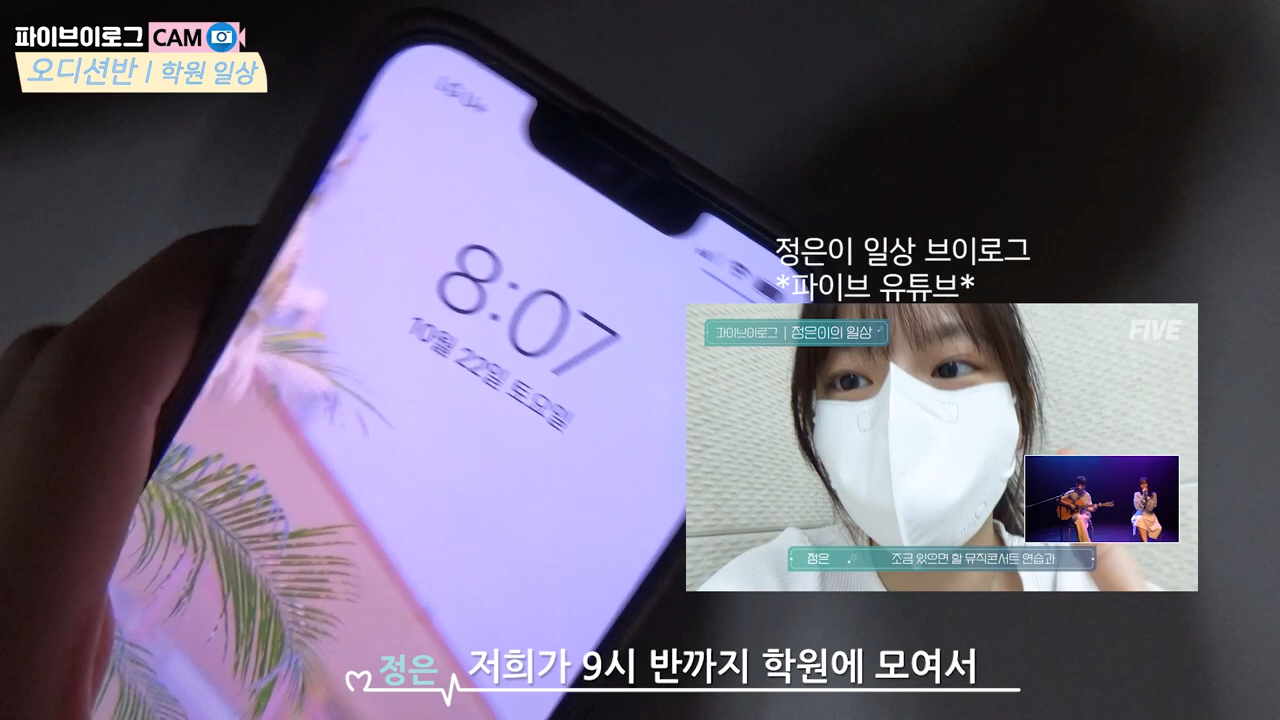 파이브이로그 CAM
오디션반 | 학원 일상
8:07
10월 22일 토요일
정은이 일상 브이로그
*파이브 유튜브*
파이브이로그 | 정은이의 일상
FIVE
정은 조금 있으면 할 뮤직콘서트 연습과
정은 저희가 9시 반까지 학원에 모여서